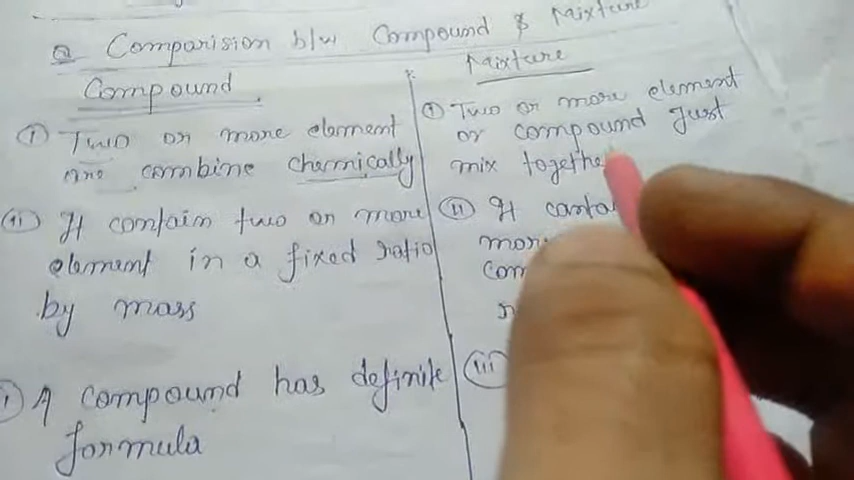 Q Comparision b/w Compound & Mixture
Compound
(i) Two or more element
are combine chemically
(ii) It contain two or more
element in a fixed ratio
by mass
A compound has definite
formula
Mixture
(i) Two or more element
or compound Just
mix together
(ii) It
mor
com
(iii)